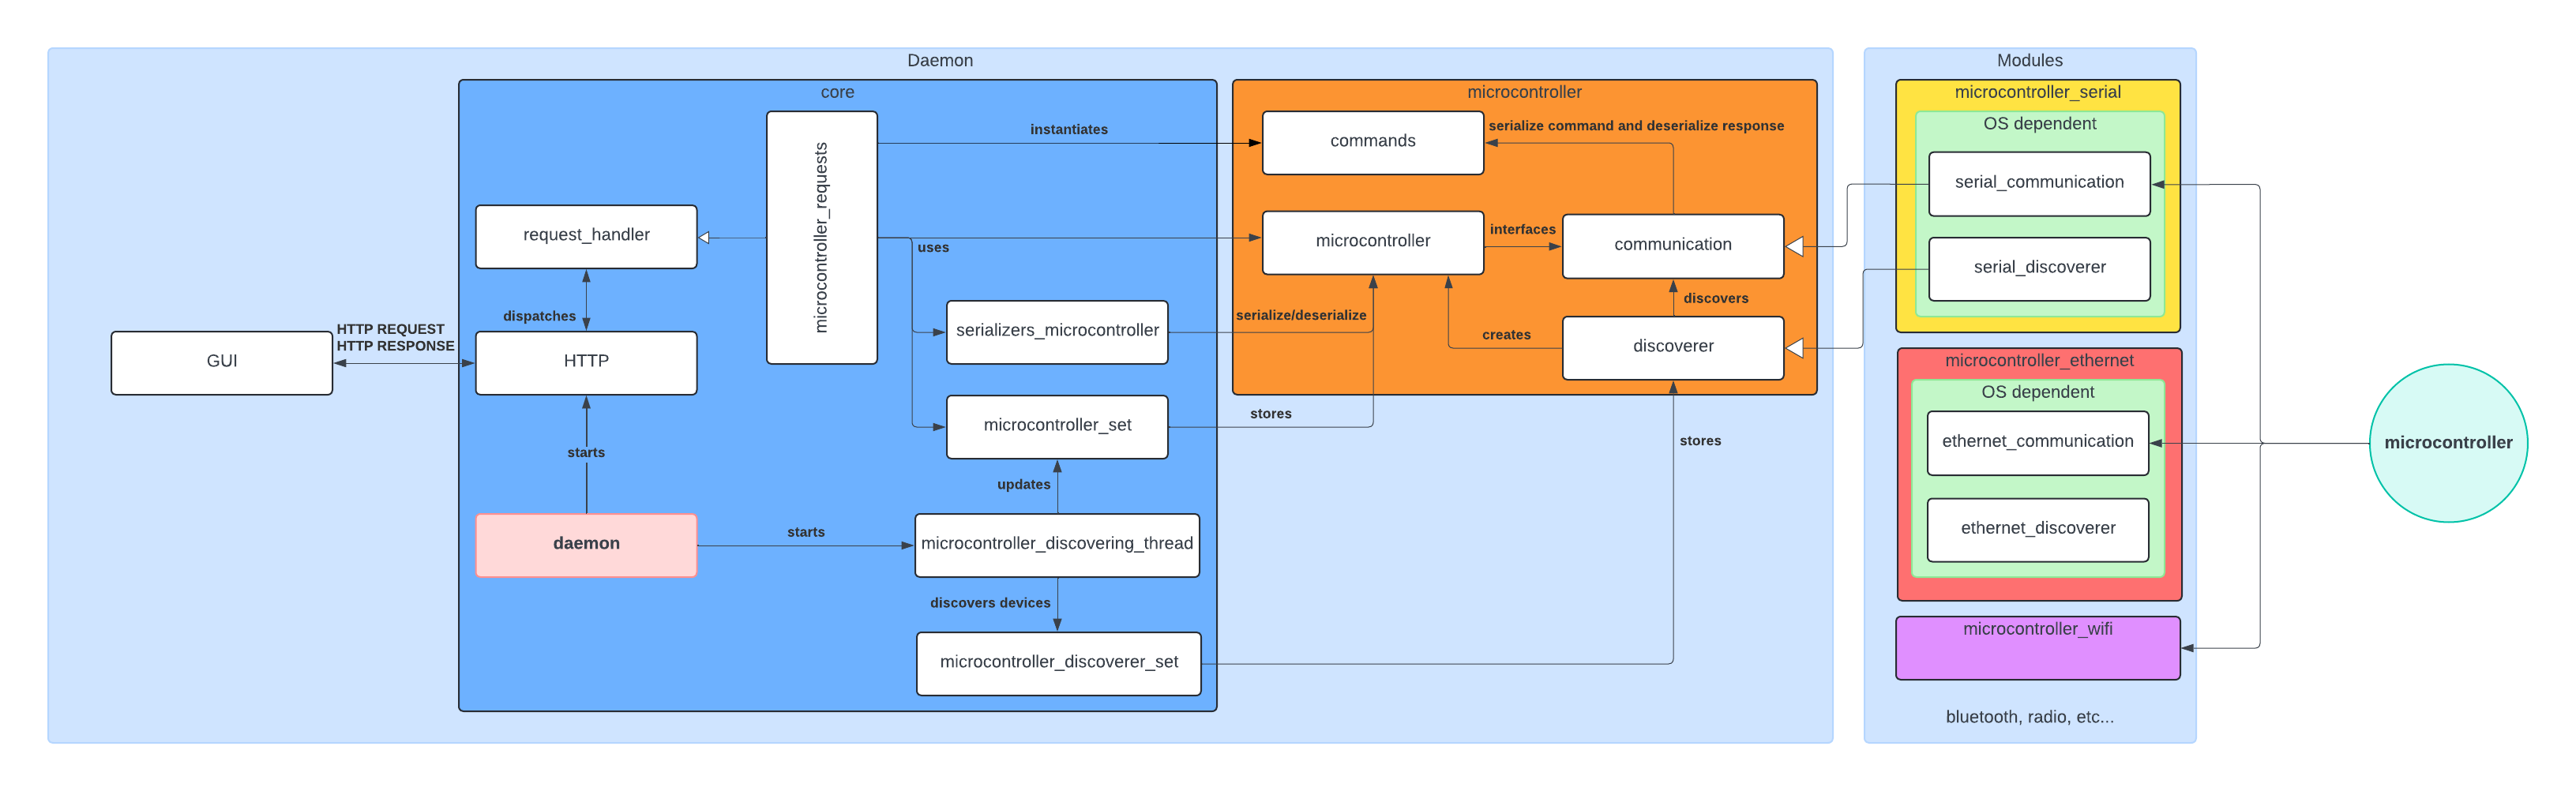 Daemon
core
microcontroller_requests
instantiates
request_handler
uses
dispatches
HTTP REQUEST
HTTP RESPONSE
GUI
HTTP
serializers_microcontroller
serialize/deserialize
microcontroller_set
stores
starts
updates
daemon
starts
microcontroller_discovering_thread
discovers devices
microcontroller_discoverer_set
microcontroller
commands
serialize command and deserialize response
microcontroller
interfaces
communication
discovers
creates
discoverer
stores
Modules
microcontroller_serial
OS dependent
serial_communication
serial_discoverer
microcontroller_ethernet
OS dependent
ethernet_communication
ethernet_discoverer
microcontroller_wifi
bluetooth, radio, etc...
microcontroller